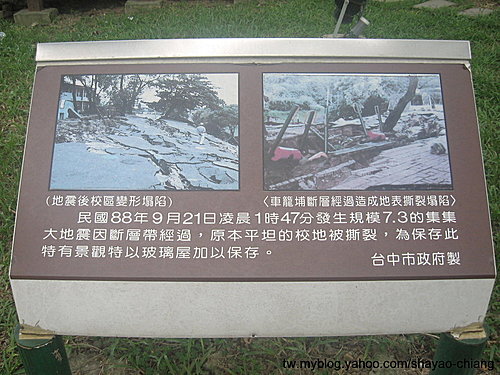 (地震後校區變形塌陷)
〈車龍埔斷層經過造成地表撕裂塌陷〉
民國88年9月21日凌晨1時47分發生規模7.3的集集
大地震因斷層帶經過，原本平坦的校地被撕裂，為保存此
特有景觀特以玻璃屋加以保存。
台中市政府製
tw.myblog.yahoo.com/shayao-chiang